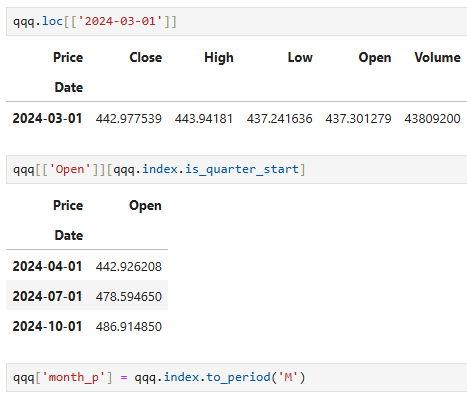 qqq.loc[['2024-03-01']]
Price Close High Low Open Volume
Date
2024-03-01 442.977539 443.94181 437.241636 437.301279 43809200
qqq[['Open']][qqq.index.is_quarter_start]
Price Open
Date
2024-04-01 442.926208
2024-07-01 478.594650
2024-10-01 486.914850
qqq['month_p'] = qqq.index.to_period('M')